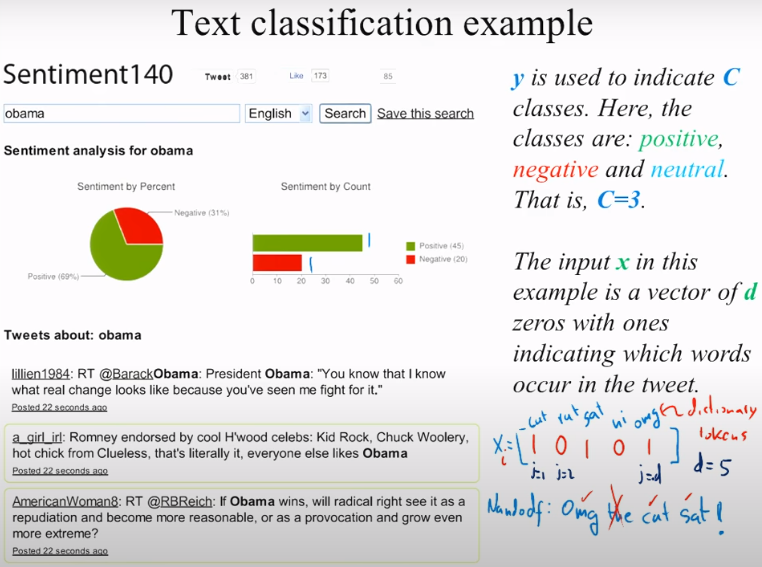 Text classification example
Sentiment140
Tweet 381
Like 173
85
obama
English
Search
Save this search
Sentiment analysis for obama
Sentiment by Percent
Negative (31%)
Positive (69%)
Sentiment by Count
Positive (45)
Negative (20)
0 10 20 30 40 50 60
Tweets about: obama
lillien1984: RT @BarackObama: President Obama: "You know that I know
what real change looks like because you've seen me fight for it."
Posted 22 seconds ago
a_girl_irl: Romney endorsed by cool H'wood celebs: Kid Rock, Chuck Woolery,
hot chick from Clueless, that's literally it, everyone else likes Obama
Posted 22 seconds ago
AmericanWoman8: RT @RBReich: If Obama wins, will radical right see it as a
repudiation and become more reasonable, or as a provocation and grow even
more extreme?
Posted 22 seconds ago
y is used to indicate C
classes. Here, the
classes are: positive,
negative and neutral.
That is, C=3.
The input x in this
example is a vector of d
zeros with ones
indicating which words
occur in the tweet.
cat rat sat ni omg dictionary
tokens
Xi = [ 1 0 1 0 1 ]
j=1 j=2 j=d d=5
Nandodf: Omg the cat sat!